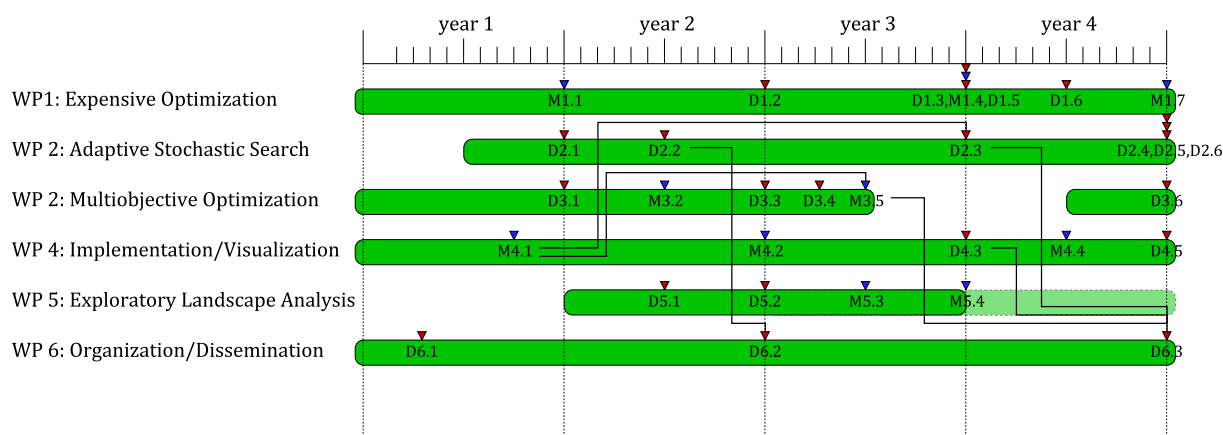 year 1 year 2 year 3 year 4
WP1: Expensive Optimization M1.1 D1.2 D1.3,M1.4,D1.5 D1.6 M1.7
WP 2: Adaptive Stochastic Search D2.1 D2.2 D2.3 D2.4,D2.5,D2.6
WP 2: Multiobjective Optimization D3.1 M3.2 D3.3 D3.4 M3.5 D3.6
WP 4: Implementation/Visualization M4.1 M4.2 D4.3 M4.4 D4.5
WP 5: Exploratory Landscape Analysis D5.1 D5.2 M5.3 M5.4
WP 6: Organization/Dissemination D6.1 D6.2 D6.3